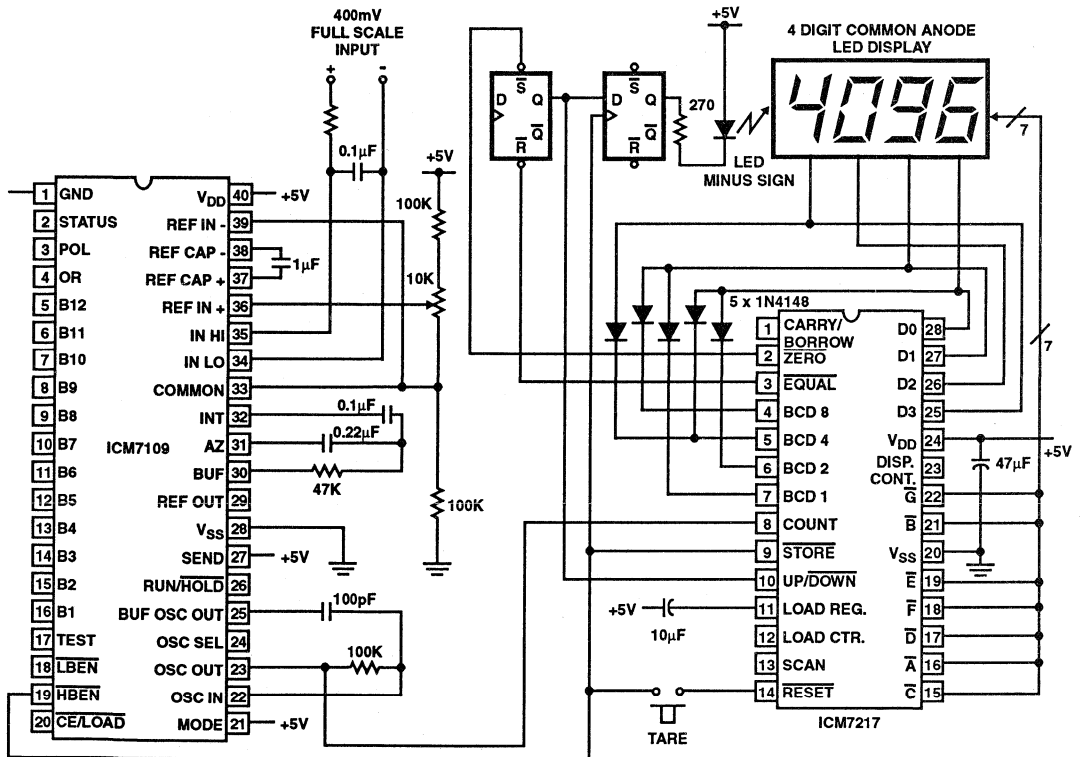 400mV
FULL SCALE
INPUT
+ -
0.1µF
+5V
100K
10K
100K
1 GND
2 STATUS
3 POL
4 OR
5 B12
6 B11
7 B10
8 B9
9 B8
10 B7
11 B6
12 B5
13 B4
14 B3
15 B2
16 B1
17 TEST
18 LBEN
19 HBEN
20 CE/LOAD
ICM7109
VDD 40 +5V
REF IN - 39
REF CAP - 38
1µF
REF CAP + 37
REF IN + 36
IN HI 35
IN LO 34
COMMON 33
INT 32
0.1µF
AZ 31
0.22µF
BUF 30
47K
REF OUT 29
VSS 28
SEND 27 +5V
RUN/HOLD 26
BUF OSC OUT 25
100pF
OSC SEL 24
OSC OUT 23
100K
OSC IN 22
MODE 21 +5V
S
D Q
Q
R
S
D Q
Q
R
270
+5V
LED
MINUS SIGN
4 DIGIT COMMON ANODE
LED DISPLAY
4096
7
5 x 1N4148
7
1 CARRY/
BORROW
2 ZERO
3 EQUAL
4 BCD 8
5 BCD 4
6 BCD 2
7 BCD 1
8 COUNT
9 STORE
10 UP/DOWN
+5V
10µF
11 LOAD REG.
12 LOAD CTR.
13 SCAN
14 RESET
TARE
D0 28
D1 27
D2 26
D3 25
VDD 24
+5V
47µF
DISP.
CONT. 23
G 22
B 21
VSS 20
E 19
F 18
D 17
A 16
C 15
ICM7217